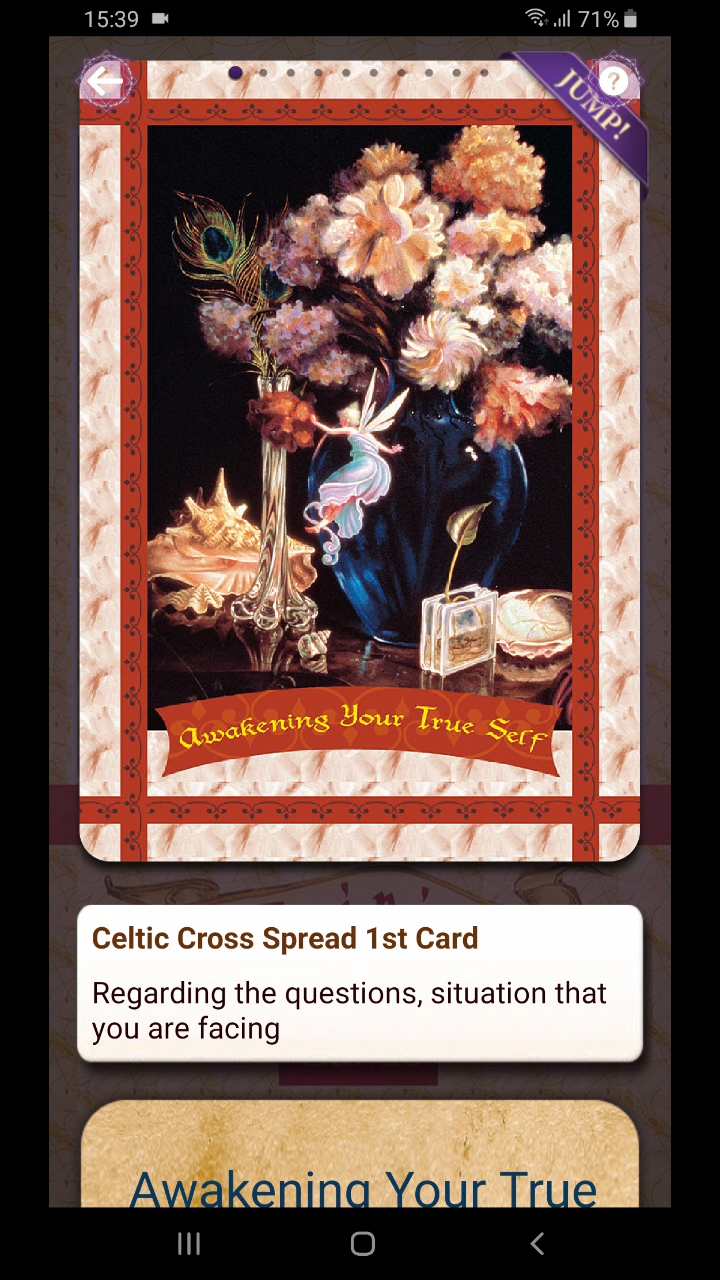 15:39
71%
JUMP!
?
Awakening Your True Self
Celtic Cross Spread 1st Card
Regarding the questions, situation that
you are facing
Awakening Your True